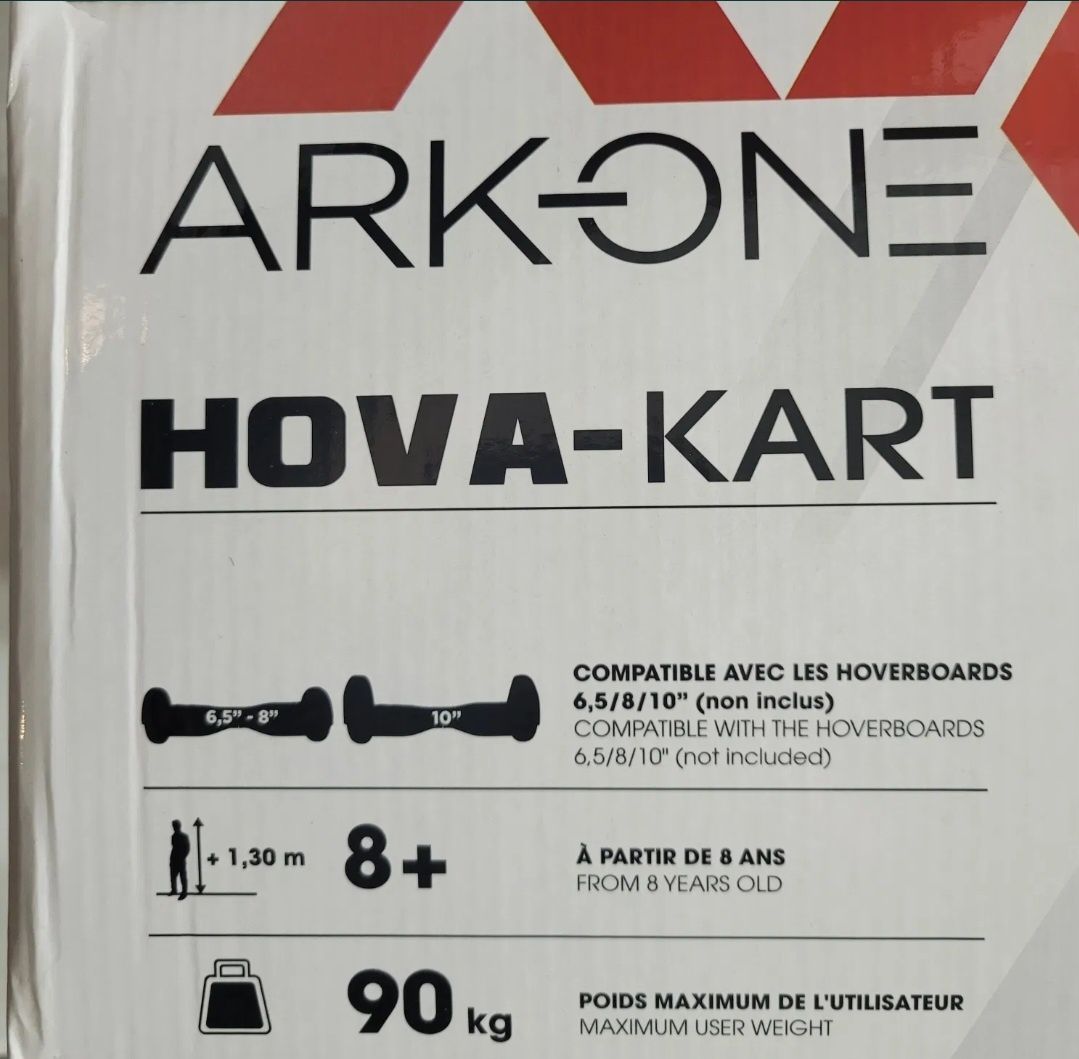 ARK-ONE
HOVA-KART
6,5” - 8”
10”
COMPATIBLE AVEC LES HOVERBOARDS
6,5/8/10” (non inclus)
COMPATIBLE WITH THE HOVERBOARDS
6,5/8/10" (not included)
+ 1,30 m
8+
À PARTIR DE 8 ANS
FROM 8 YEARS OLD
90 kg
POIDS MAXIMUM DE L'UTILISATEUR
MAXIMUM USER WEIGHT